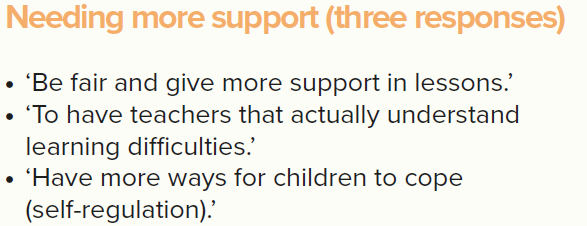 Needing more support (three responses)
• ‘Be fair and give more support in lessons.’
• ‘To have teachers that actually understand
learning difficulties.’
• ‘Have more ways for children to cope
(self-regulation).’